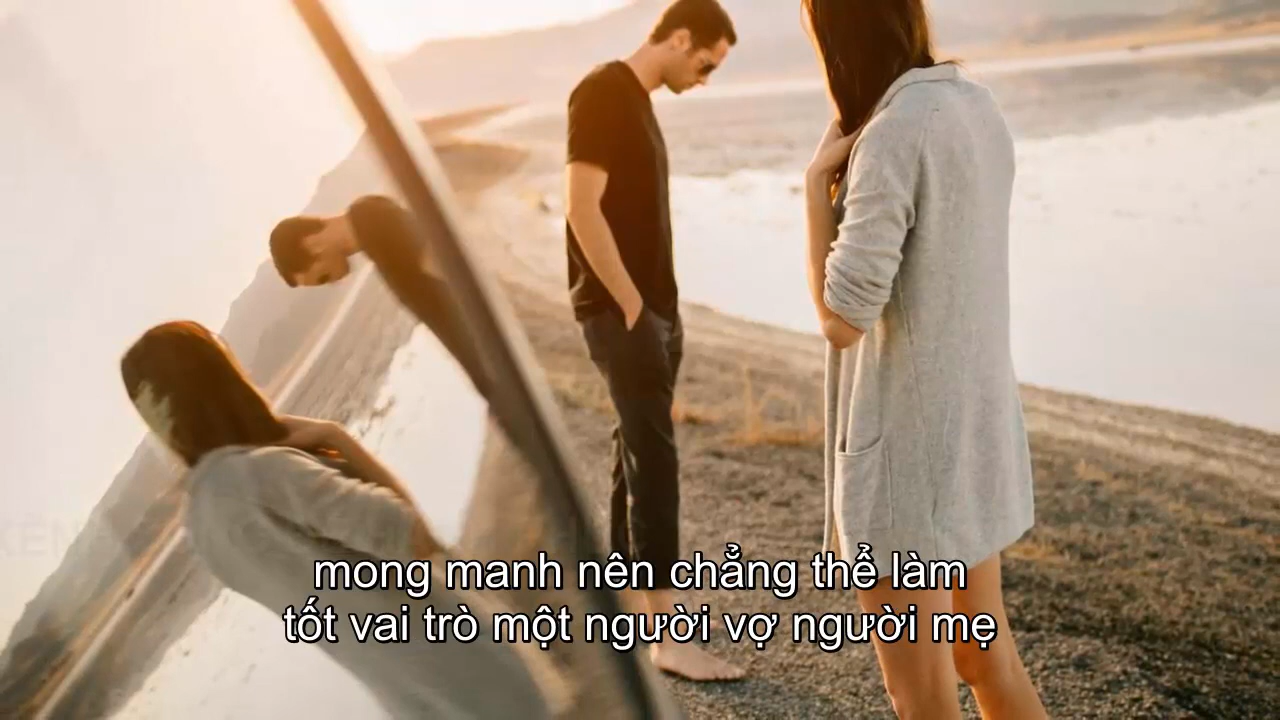 mong manh nên chẳng thể làm
tốt vai trò một người vợ người mẹ